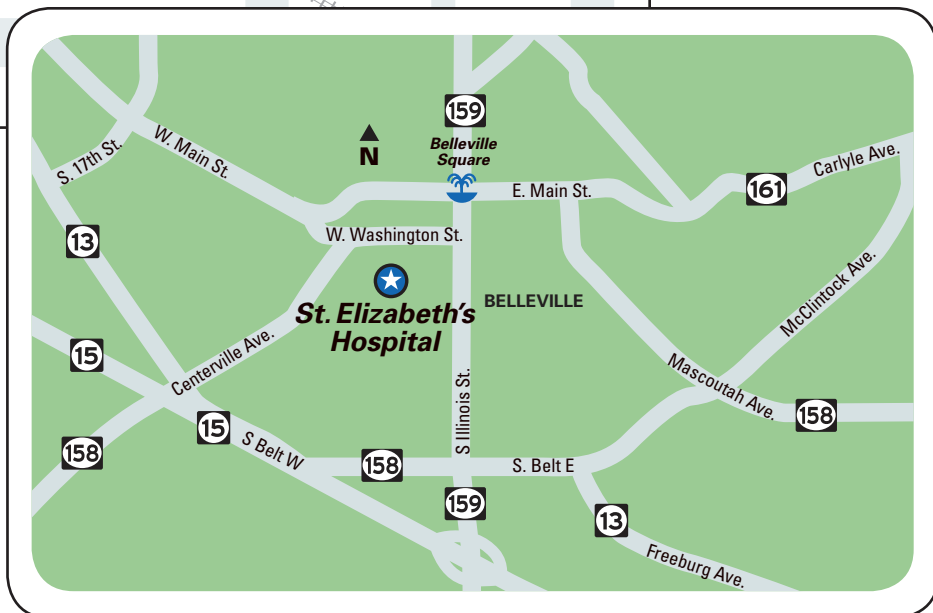 159
Belleville
Square
N
W. Main St.
S. 17th St.
E. Main St.
161
Carlyle Ave.
13
W. Washington St.
St. Elizabeth's
Hospital
BELLEVILLE
McClintock Ave.
15
Centerville Ave.
S Illinois St.
Mascoutah Ave.
158
15
158
S Belt W
158
S. Belt E
159
13
Freeburg Ave.